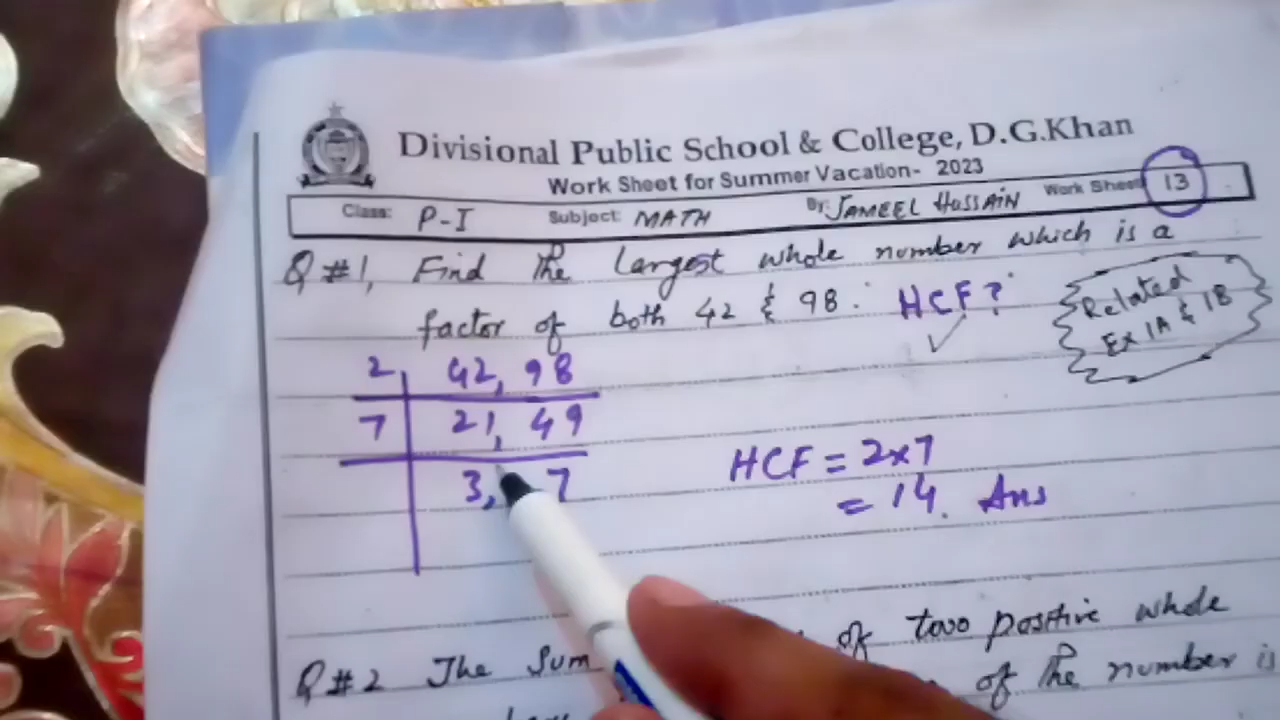 Divisional Public School & College, D.G.Khan
Work Sheet for Summer Vacation- 2023
Class: P-I Subject: MATH By: JAMEEL HUSSAIN Work Sheet 13
Q#1, Find the largest whole number which is a
factor of both 42 & 98. HCF?
Related
Ex 1A & 1B
2 42, 98
7 21, 49
3, 7
HCF = 2x7
= 14. Ans
Q#2 The Sum of two positive whole
of the number is